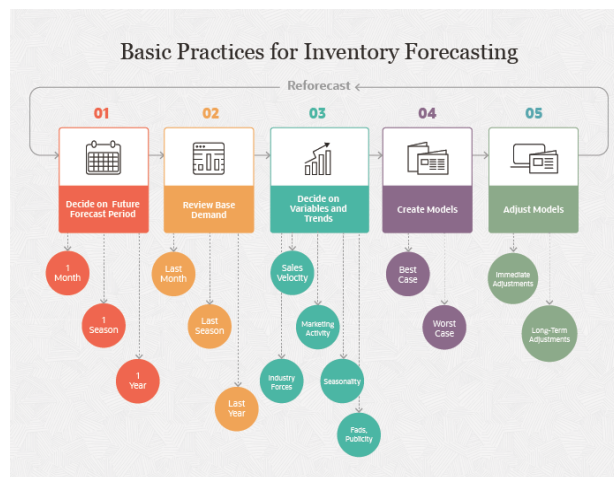 Basic Practices for Inventory Forecasting
Reforecast
01
02
03
04
05
Decide on Future
Forecast Period
Review Base
Demand
Decide on
Variables and
Trends
Create Models
Adjust Models
1
Month
1
Season
1
Year
Last
Month
Last
Season
Last
Year
Sales
Velocity
Marketing
Activity
Industry
Forces
Seasonality
Fads,
Publicity
Best
Case
Worst
Case
Immediate
Adjustments
Long-Term
Adjustments